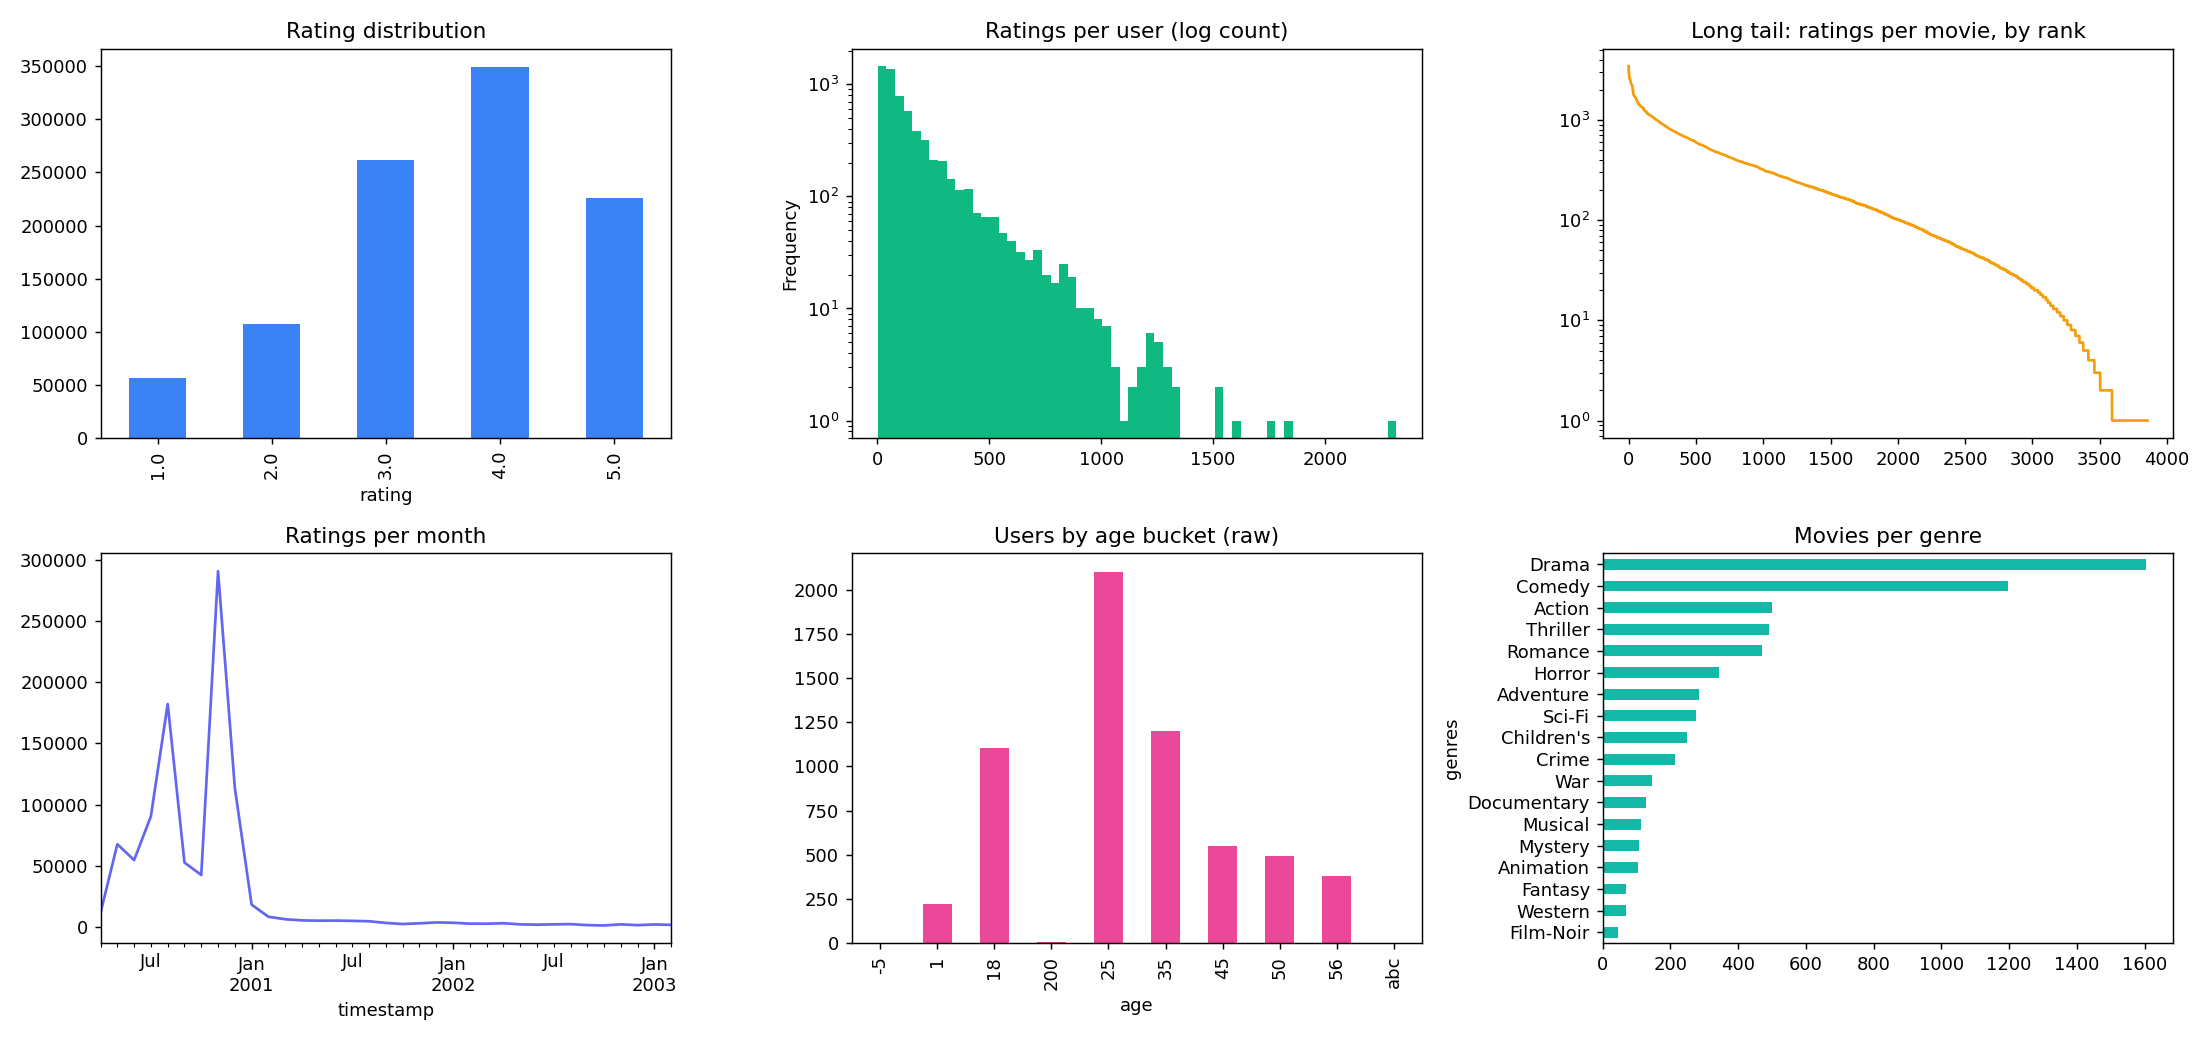 Rating distribution
350000
300000
250000
200000
150000
100000
50000
0
1.0
2.0
3.0
4.0
5.0
rating
Ratings per user (log count)
Frequency
10³
10²
10¹
10⁰
0
500
1000
1500
2000
Long tail: ratings per movie, by rank
10³
10²
10¹
10⁰
0
500
1000
1500
2000
2500
3000
3500
4000
Ratings per month
300000
250000
200000
150000
100000
50000
0
Jul
Jan
2001
Jul
Jan
2002
Jul
Jan
2003
timestamp
Users by age bucket (raw)
2000
1750
1500
1250
1000
750
500
250
0
-5
1
18
200
25
35
45
50
56
abc
age
Movies per genre
genres
Drama
Comedy
Action
Thriller
Romance
Horror
Adventure
Sci-Fi
Children's
Crime
War
Documentary
Musical
Mystery
Animation
Fantasy
Western
Film-Noir
0
200
400
600
800
1000
1200
1400
1600